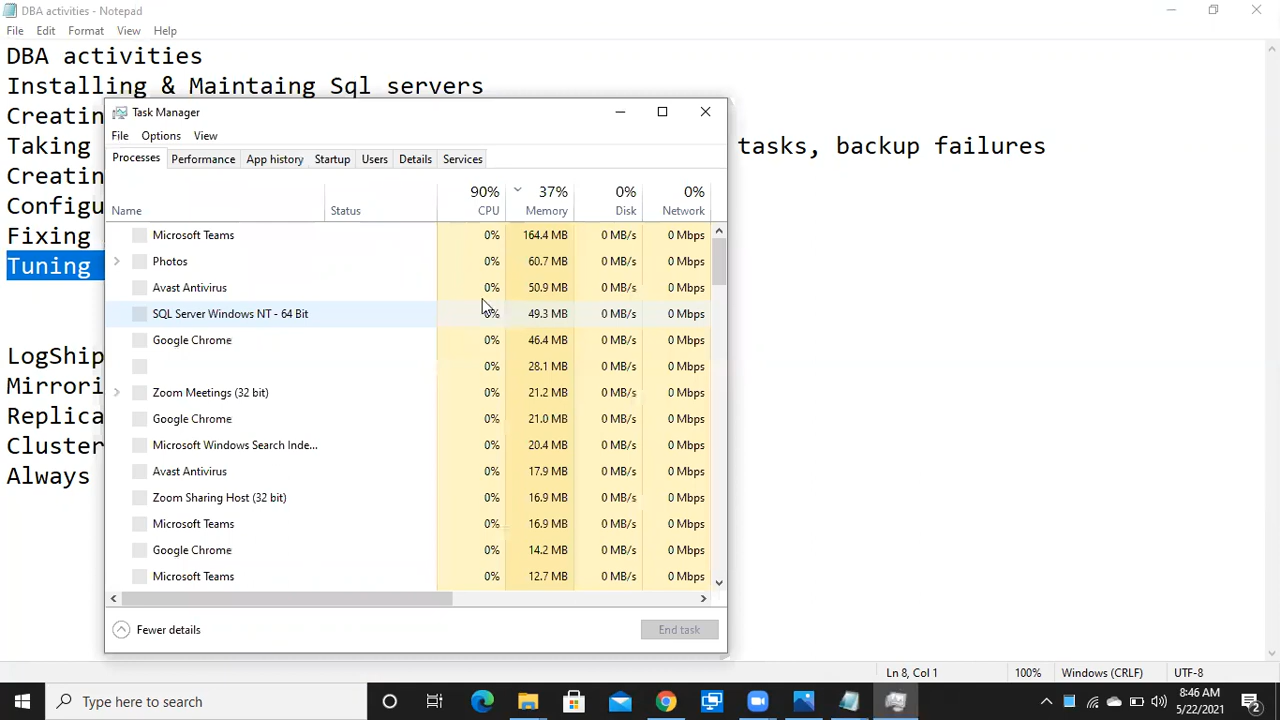 DBA activities - Notepad
File Edit Format View Help
DBA activities
Installing & Maintaing Sql servers
Creatin
Taking tasks, backup failures
Creatin
Configu
Fixing
Tuning
LogShip
Mirrori
Replica
Cluster
Always
Task Manager
File Options View
Processes Performance App history Startup Users Details Services
90% 37% 0% 0%
Name Status CPU Memory Disk Network
Microsoft Teams 0% 164.4 MB 0 MB/s 0 Mbps
Photos 0% 60.7 MB 0 MB/s 0 Mbps
Avast Antivirus 0% 50.9 MB 0 MB/s 0 Mbps
SQL Server Windows NT - 64 Bit 0% 49.3 MB 0 MB/s 0 Mbps
Google Chrome 0% 46.4 MB 0 MB/s 0 Mbps
0% 28.1 MB 0 MB/s 0 Mbps
Zoom Meetings (32 bit) 0% 21.2 MB 0 MB/s 0 Mbps
Google Chrome 0% 21.0 MB 0 MB/s 0 Mbps
Microsoft Windows Search Inde... 0% 20.4 MB 0 MB/s 0 Mbps
Avast Antivirus 0% 17.9 MB 0 MB/s 0 Mbps
Zoom Sharing Host (32 bit) 0% 16.9 MB 0 MB/s 0 Mbps
Microsoft Teams 0% 16.9 MB 0 MB/s 0 Mbps
Google Chrome 0% 14.2 MB 0 MB/s 0 Mbps
Microsoft Teams 0% 12.7 MB 0 MB/s 0 Mbps
Fewer details End task
Ln 8, Col 1 100% Windows (CRLF) UTF-8
Type here to search
8:46 AM
5/22/2021
2